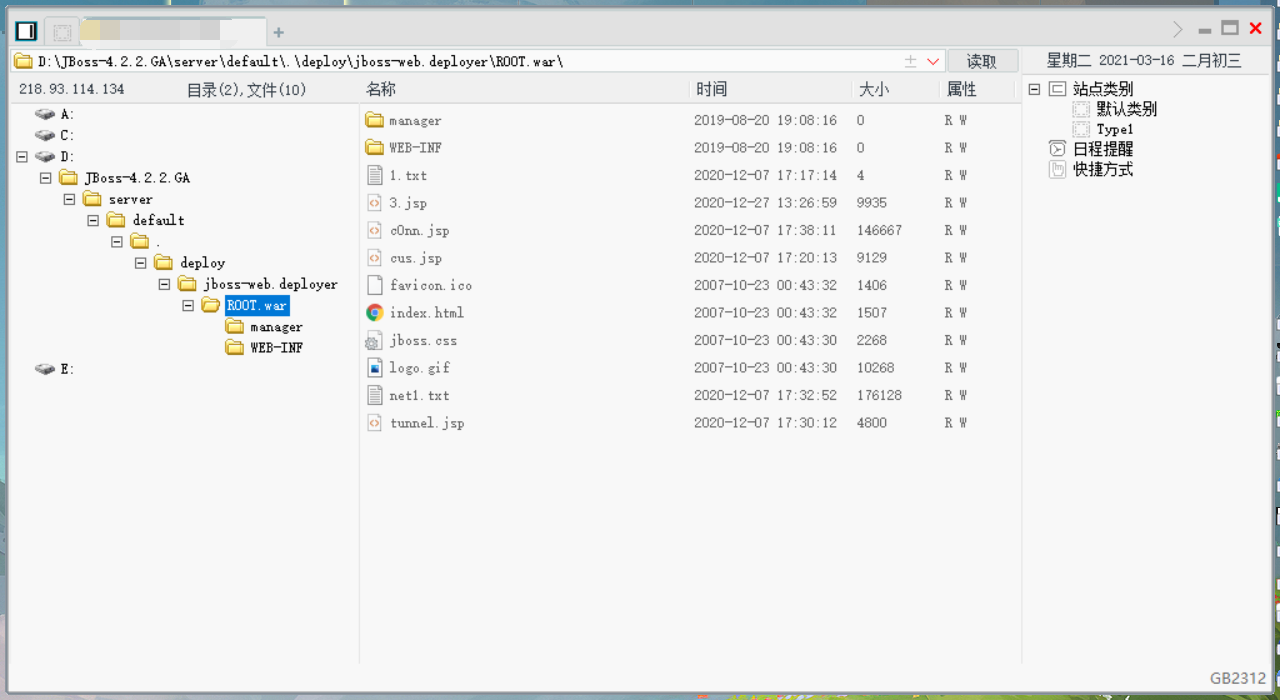 D:\JBoss-4.2.2.GA\server\default\.\deploy\jboss-web.deployer\ROOT.war\
读取
星期二 2021-03-16 二月初三
218.93.114.134
目录(2),文件(10)
名称
时间
大小
属性
A:
C:
D:
JBoss-4.2.2.GA
server
default
.
deploy
jboss-web.deployer
ROOT.war
manager
WEB-INF
E:
manager 2019-08-20 19:08:16 0 R W
WEB-INF 2019-08-20 19:08:16 0 R W
1.txt 2020-12-07 17:17:14 4 R W
3.jsp 2020-12-27 13:26:59 9935 R W
c0nn.jsp 2020-12-07 17:38:11 146667 R W
cus.jsp 2020-12-07 17:20:13 9129 R W
favicon.ico 2007-10-23 00:43:32 1406 R W
index.html 2007-10-23 00:43:32 1507 R W
jboss.css 2007-10-23 00:43:30 2268 R W
logo.gif 2007-10-23 00:43:30 10268 R W
net1.txt 2020-12-07 17:32:52 176128 R W
tunnel.jsp 2020-12-07 17:30:12 4800 R W
站点类别
默认类别
Type1
日程提醒
快捷方式
GB2312